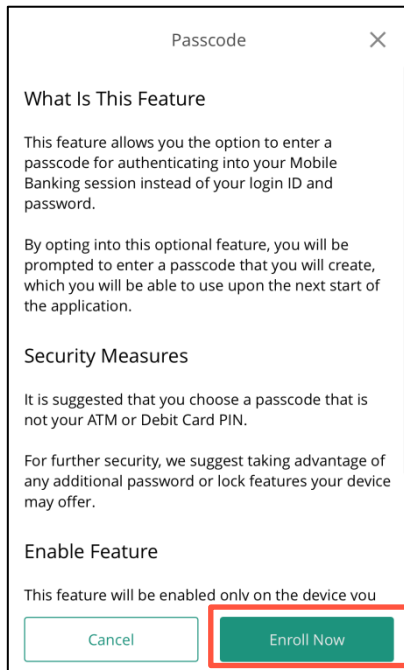 Passcode
What Is This Feature
This feature allows you the option to enter a
passcode for authenticating into your Mobile
Banking session instead of your login ID and
password.
By opting into this optional feature, you will be
prompted to enter a passcode that you will create,
which you will be able to use upon the next start of
the application.
Security Measures
It is suggested that you choose a passcode that is
not your ATM or Debit Card PIN.
For further security, we suggest taking advantage of
any additional password or lock features your device
may offer.
Enable Feature
This feature will be enabled only on the device you
Cancel
Enroll Now